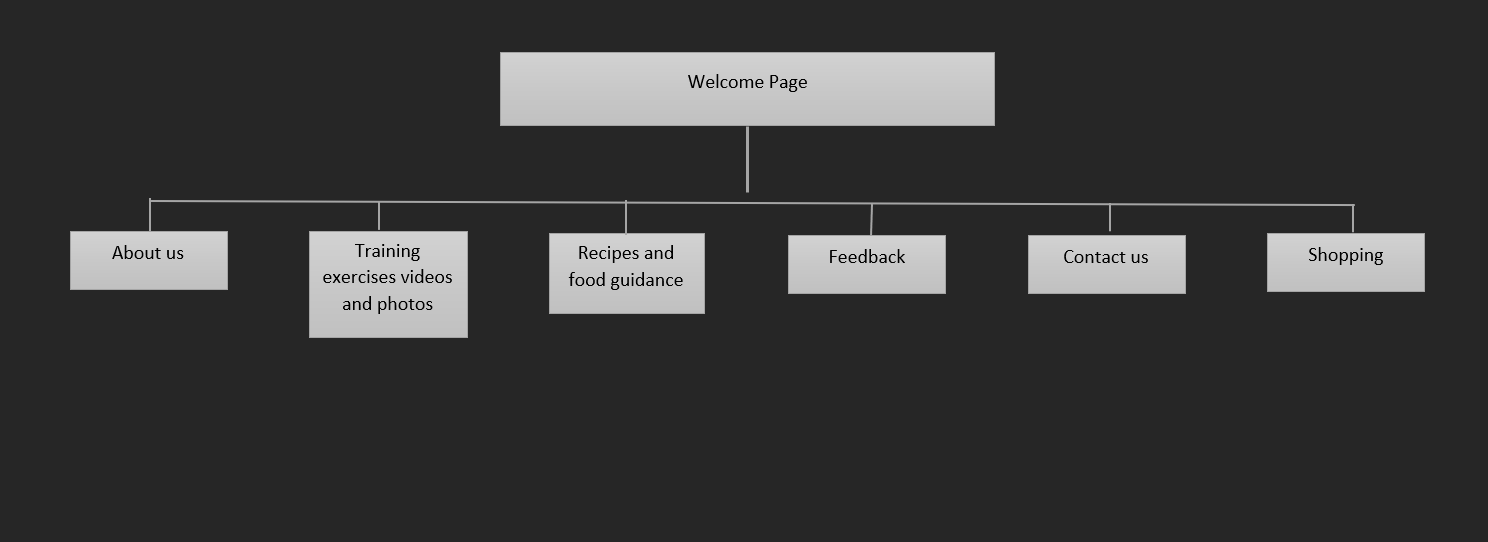 Welcome Page
About us
Training
exercises videos
and photos
Recipes and
food guidance
Feedback
Contact us
Shopping